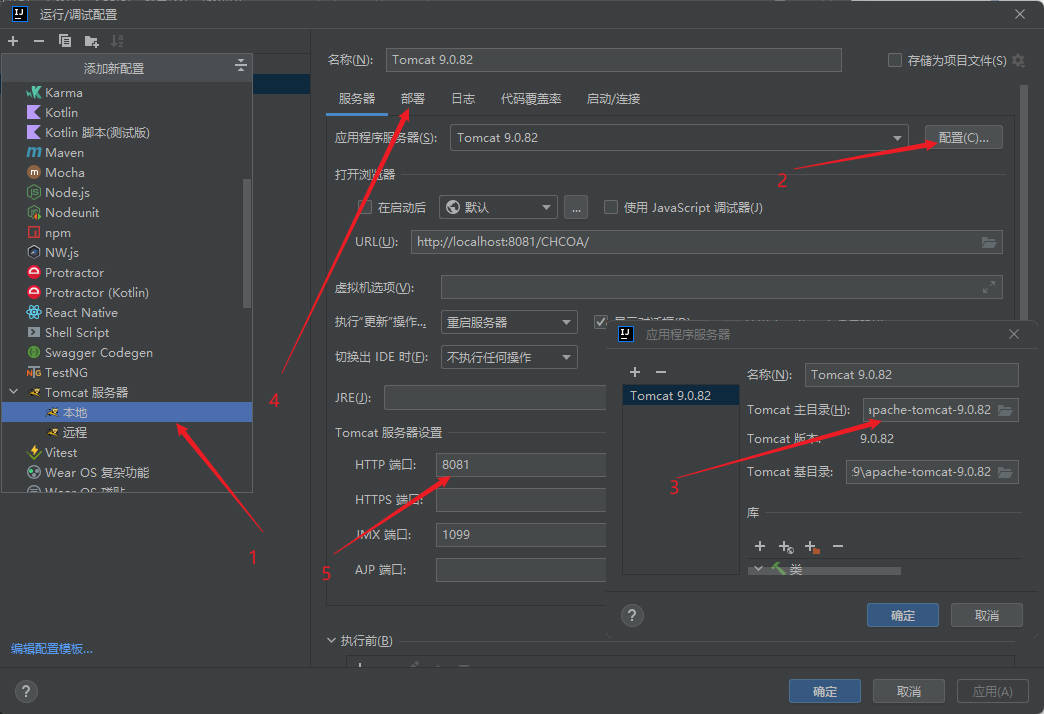 运行/调试配置
添加新配置
Karma
Kotlin
Kotlin 脚本(测试版)
Maven
Mocha
Node.js
Nodeunit
npm
NW.js
Protractor
Protractor (Kotlin)
React Native
Shell Script
Swagger Codegen
TestNG
Tomcat 服务器
本地
远程
Vitest
Wear OS 复杂功能
编辑配置模板...
1
名称(N): Tomcat 9.0.82 存储为项目文件(S)
服务器 部署 日志 代码覆盖率 启动/连接
应用程序服务器(S): Tomcat 9.0.82 配置(C)...
2
打开浏览器
在启动后 默认 ... 使用 JavaScript 调试器(J)
URL(U): http://localhost:8081/CHCOA/
虚拟机选项(V):
执行"更新"操作... 重启服务器
切换出 IDE 时(F): 不执行任何操作
4
JRE(J):
Tomcat 服务器设置
HTTP 端口: 8081
HTTPS 端口:
JMX 端口: 1099
5
AJP 端口:
执行前(B)
应用程序服务器
Tomcat 9.0.82
名称(N): Tomcat 9.0.82
Tomcat 主目录(H): apache-tomcat-9.0.82
Tomcat 版本: 9.0.82
3
Tomcat 基目录: 9\apache-tomcat-9.0.82
库
类
? 确定 取消
? 确定 取消 应用(A)